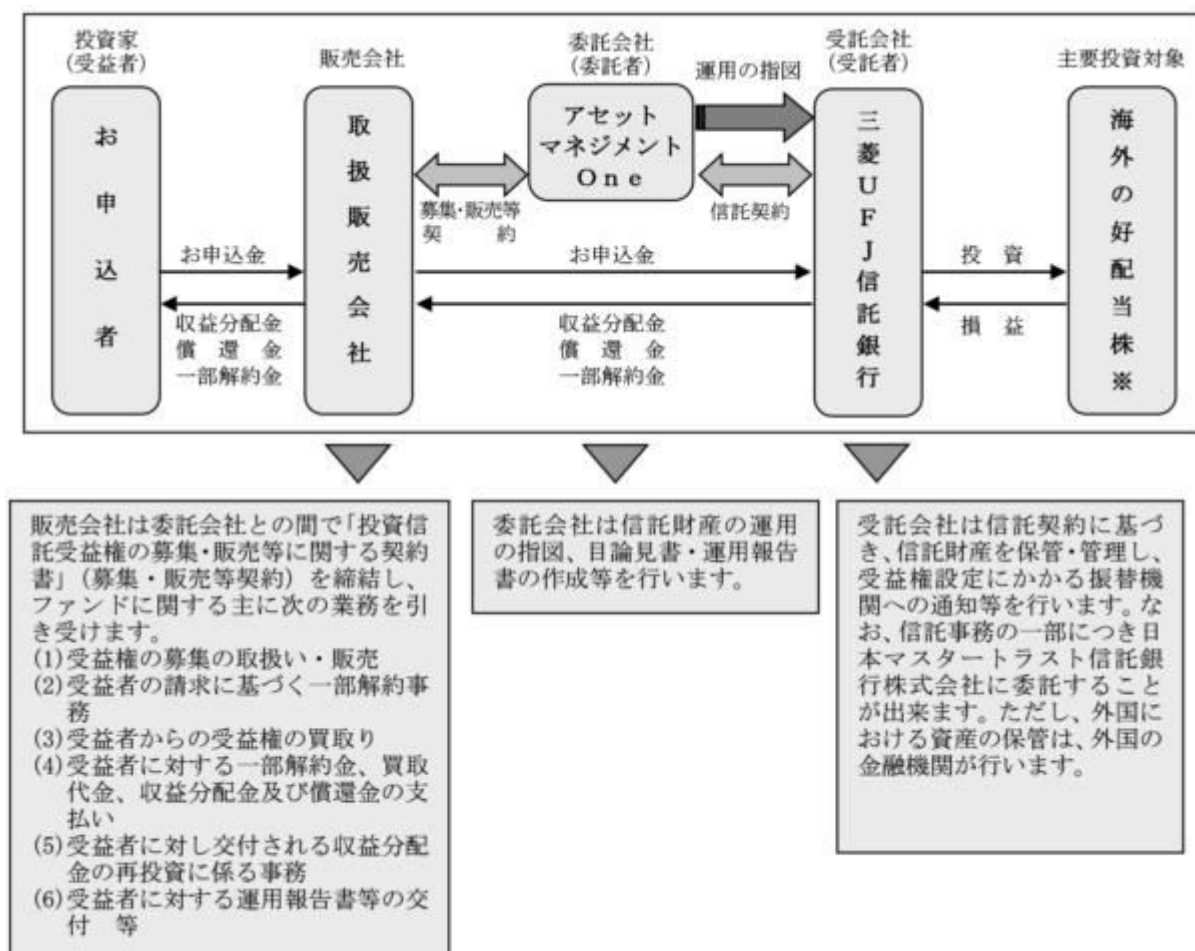 投資家
(受益者)
販売会社
委託会社
(委託者)
運用の指図
受託会社
(受託者)
主要投資対象
お申込者
取扱販売会社
アセット
マネジメント
One
三菱UFJ信託銀行
海外の好配当株※
募集・販売等
契約
信託契約
お申込金
お申込金
投資
収益分配金
償還金
一部解約金
収益分配金
償還金
一部解約金
損益
販売会社は委託会社との間で「投資信
託受益権の募集・販売等に関する契約
書」(募集・販売等契約)を締結し、
ファンドに関する主に次の業務を引
き受けます。
(1)受益権の募集の取扱い・販売
(2)受益者の請求に基づく一部解約事
務
(3)受益者からの受益権の買取り
(4)受益者に対する一部解約金、買取
代金、収益分配金及び償還金の支
払い
(5)受益者に対し交付される収益分配
金の再投資に係る事務
(6)受益者に対する運用報告書等の交
付 等
委託会社は信託財産の運用
の指図、目論見書・運用報告
書の作成等を行います。
受託会社は信託契約に基づ
き、信託財産を保管・管理し、
受益権設定にかかる振替機
関への通知等を行います。な
お、信託事務の一部につき日
本マスタートラスト信託銀
行株式会社に委託すること
が出来ます。ただし、外国に
おける資産の保管は、外国の
金融機関が行います。